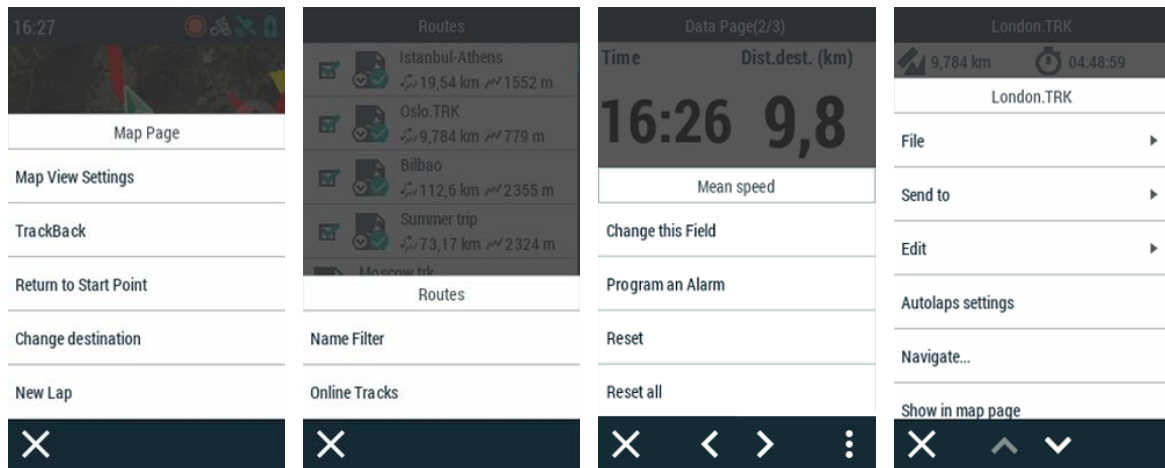 16:27
Map Page
Map View Settings
TrackBack
Return to Start Point
Change destination
New Lap
Routes
Istanbul-Athens
19,54 km 1552 m
Oslo.TRK
9,784 km 779 m
Bilbao
112,6 km 2355 m
Summer trip
73,17 km 2324 m
Moscow trk
Routes
Name Filter
Online Tracks
Data Page(2/3)
Time Dist.dest. (km)
16:26 9,8
Mean speed
Change this Field
Program an Alarm
Reset
Reset all
London.TRK
9,784 km 04:48:59
London.TRK
File
Send to
Edit
Autolaps settings
Navigate...
Show in map page